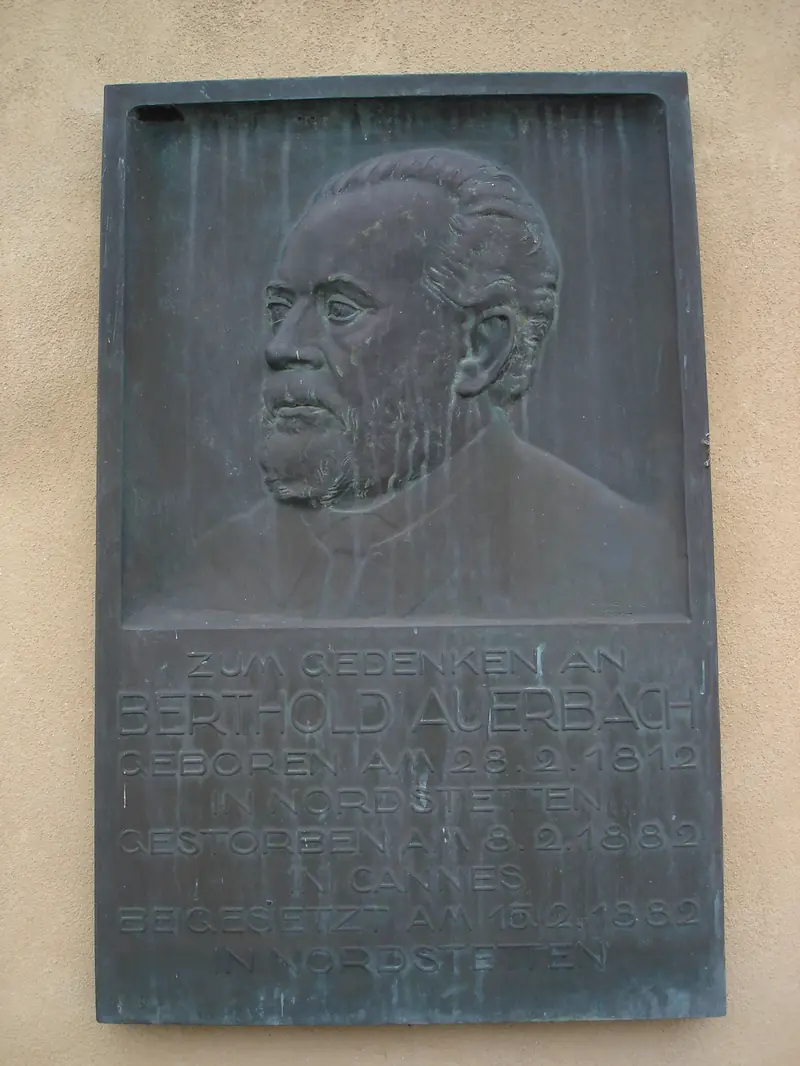 ZUM GEDENKEN AN
BERTHOLD AUERBACH
GEBOREN AM 28.2.1812
IN NORDSTETTEN
GESTORBEN AM 8.2.1882
IN CANNES
BEIGESETZT AM 15.2.1882
IN NORDSTETTEN